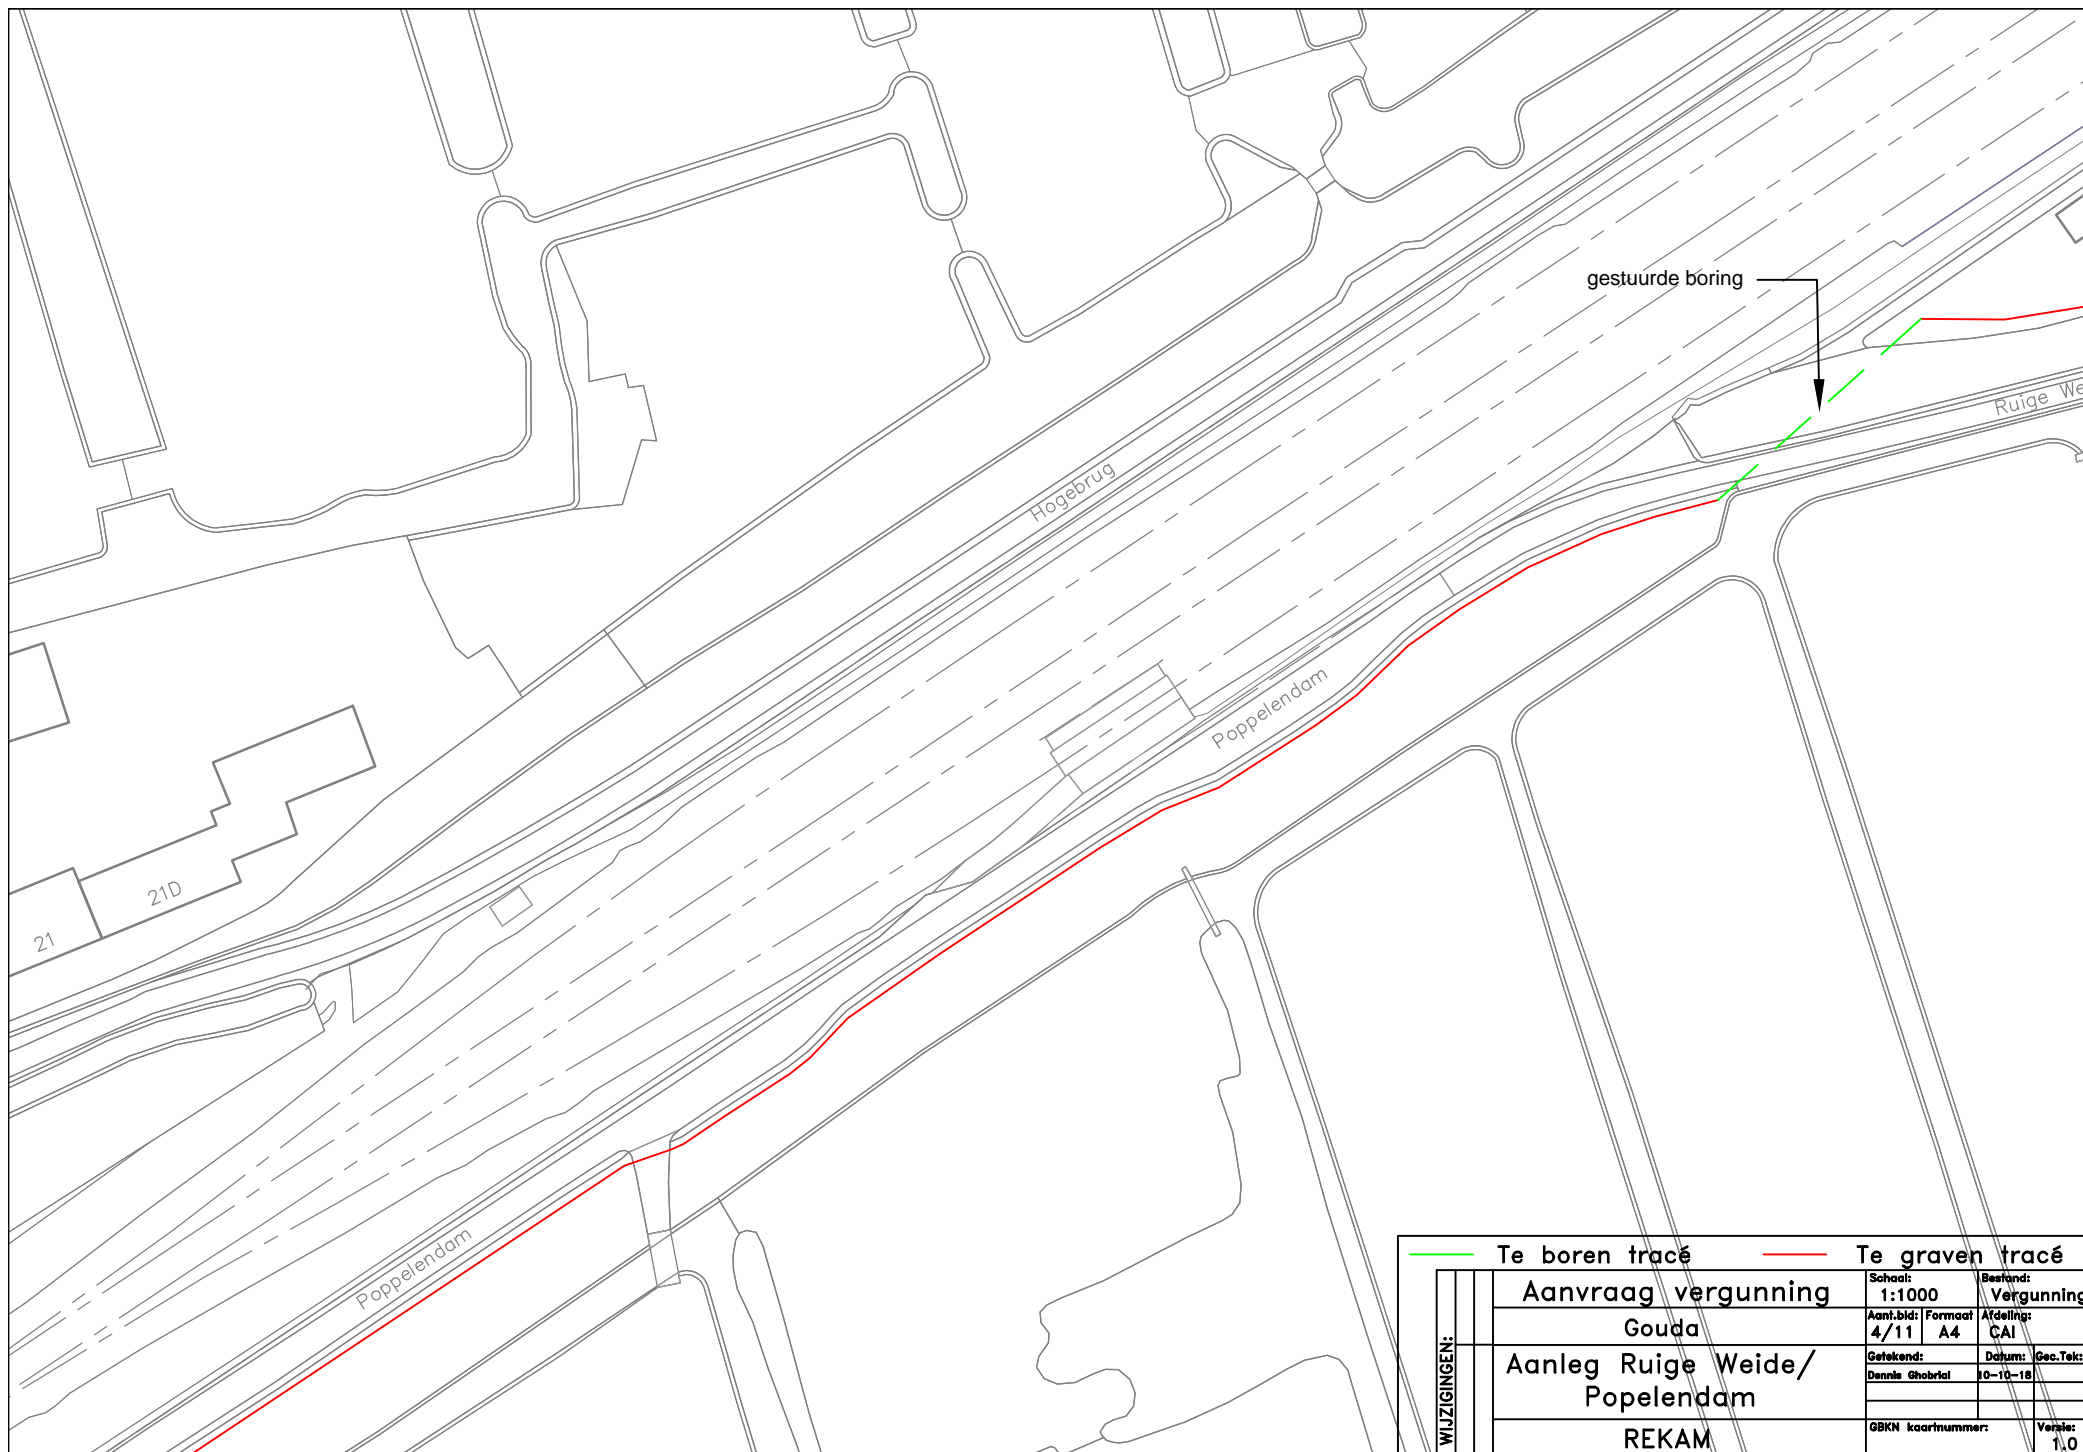 gestuurde boring
Ruige We
Hogebrug
Poppelendam
21D
21
Poppelendam
Te boren tracé
Te graven tracé
WIJZIGINGEN:
Aanvraag vergunning
Gouda
Aanleg Ruige Weide/
Popelendam
REKAM
Schaal:
1:1000
Bestand:
Vergunning
Aant.bld:
4/11
Formaat
A4
Afdeling:
CAI
Getekend:
Datum:
Gec.Tek:
Dennis Ghobrial
10-10-18
GBKN kaartnummer:
Versie:
1.0